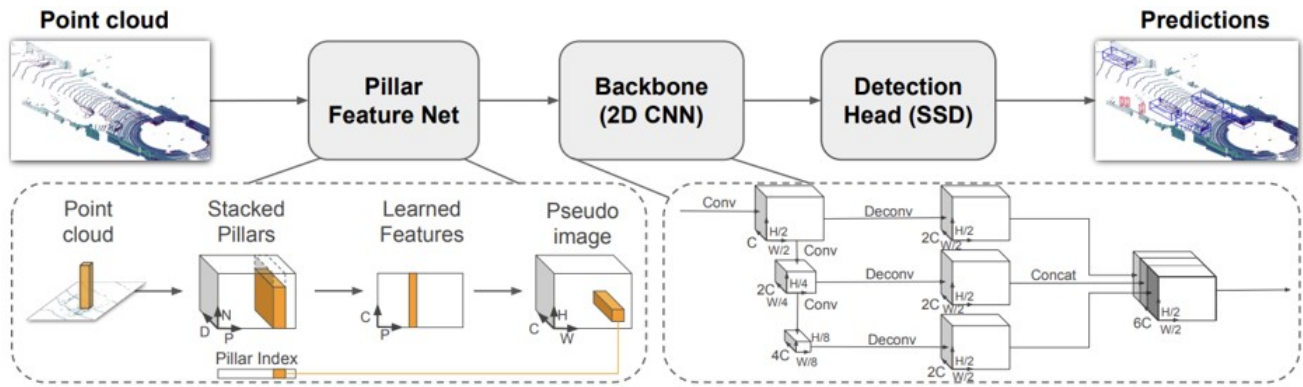 Point cloud
Pillar
Feature Net
Backbone
(2D CNN)
Detection
Head (SSD)
Predictions
Point
cloud
Stacked
Pillars
Learned
Features
Pseudo
image
N
D
P
C
P
H
C
W
Pillar Index
Conv
H/2
C
W/2
Conv
H/4
2C
W/4
Conv
H/8
4C
W/8
Deconv
Deconv
Deconv
H/2
2C
W/2
H/2
2C
W/2
H/2
2C
W/2
Concat
H/2
6C
W/2